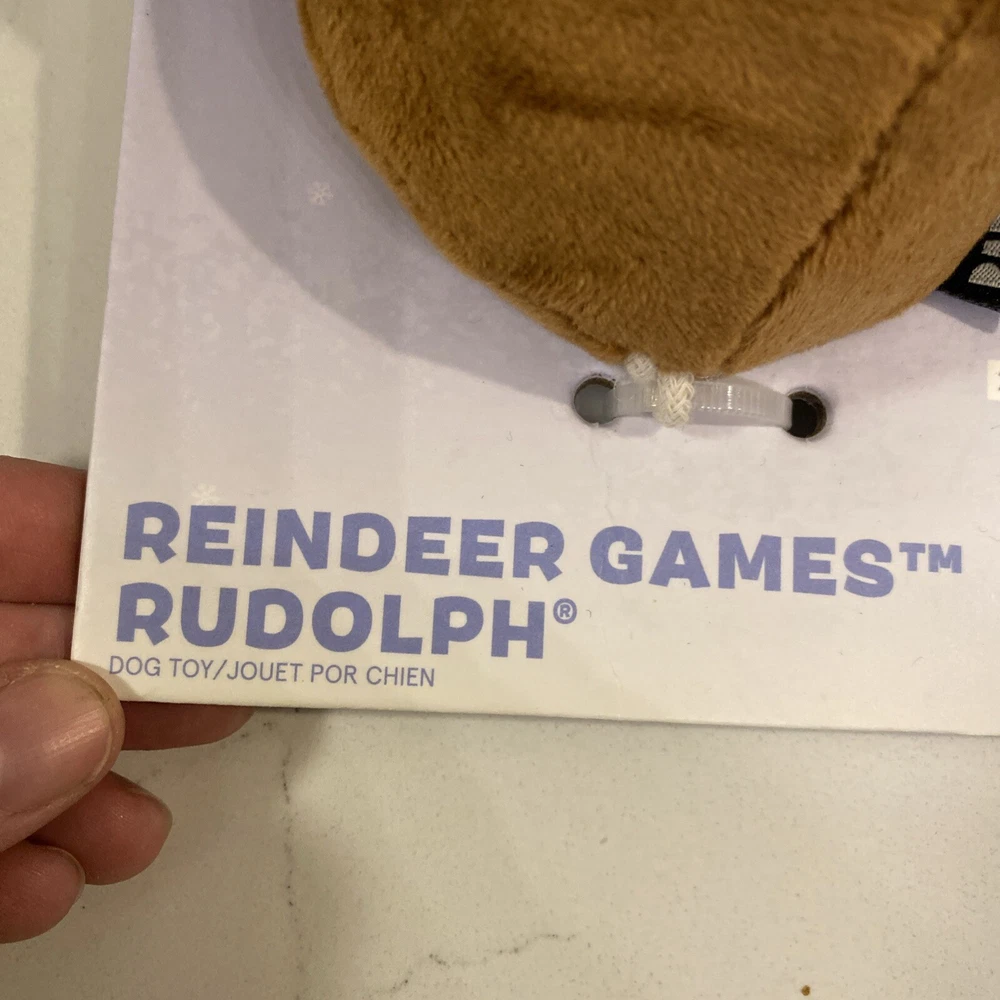 REINDEER GAMES™
RUDOLPH®
DOG TOY/JOUET POR CHIEN